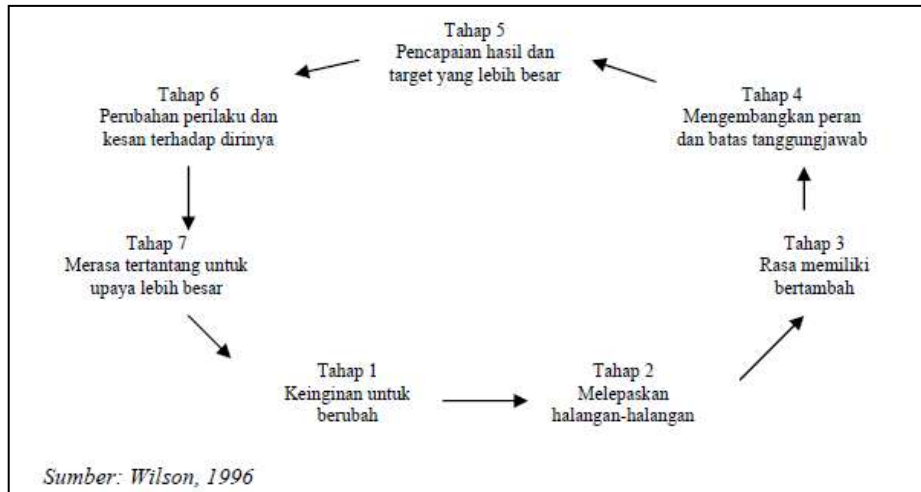 Tahap 5
Pencapaian hasil dan
target yang lebih besar
Tahap 6
Perubahan perilaku dan
kesan terhadap dirinya
Tahap 4
Mengembangkan peran
dan batas tanggungjawab
Tahap 7
Merasa tertantang untuk
upaya lebih besar
Tahap 3
Rasa memiliki
bertambah
Tahap 1
Keinginan untuk
berubah
Tahap 2
Melepaskan
halangan-halangan
Sumber: Wilson, 1996